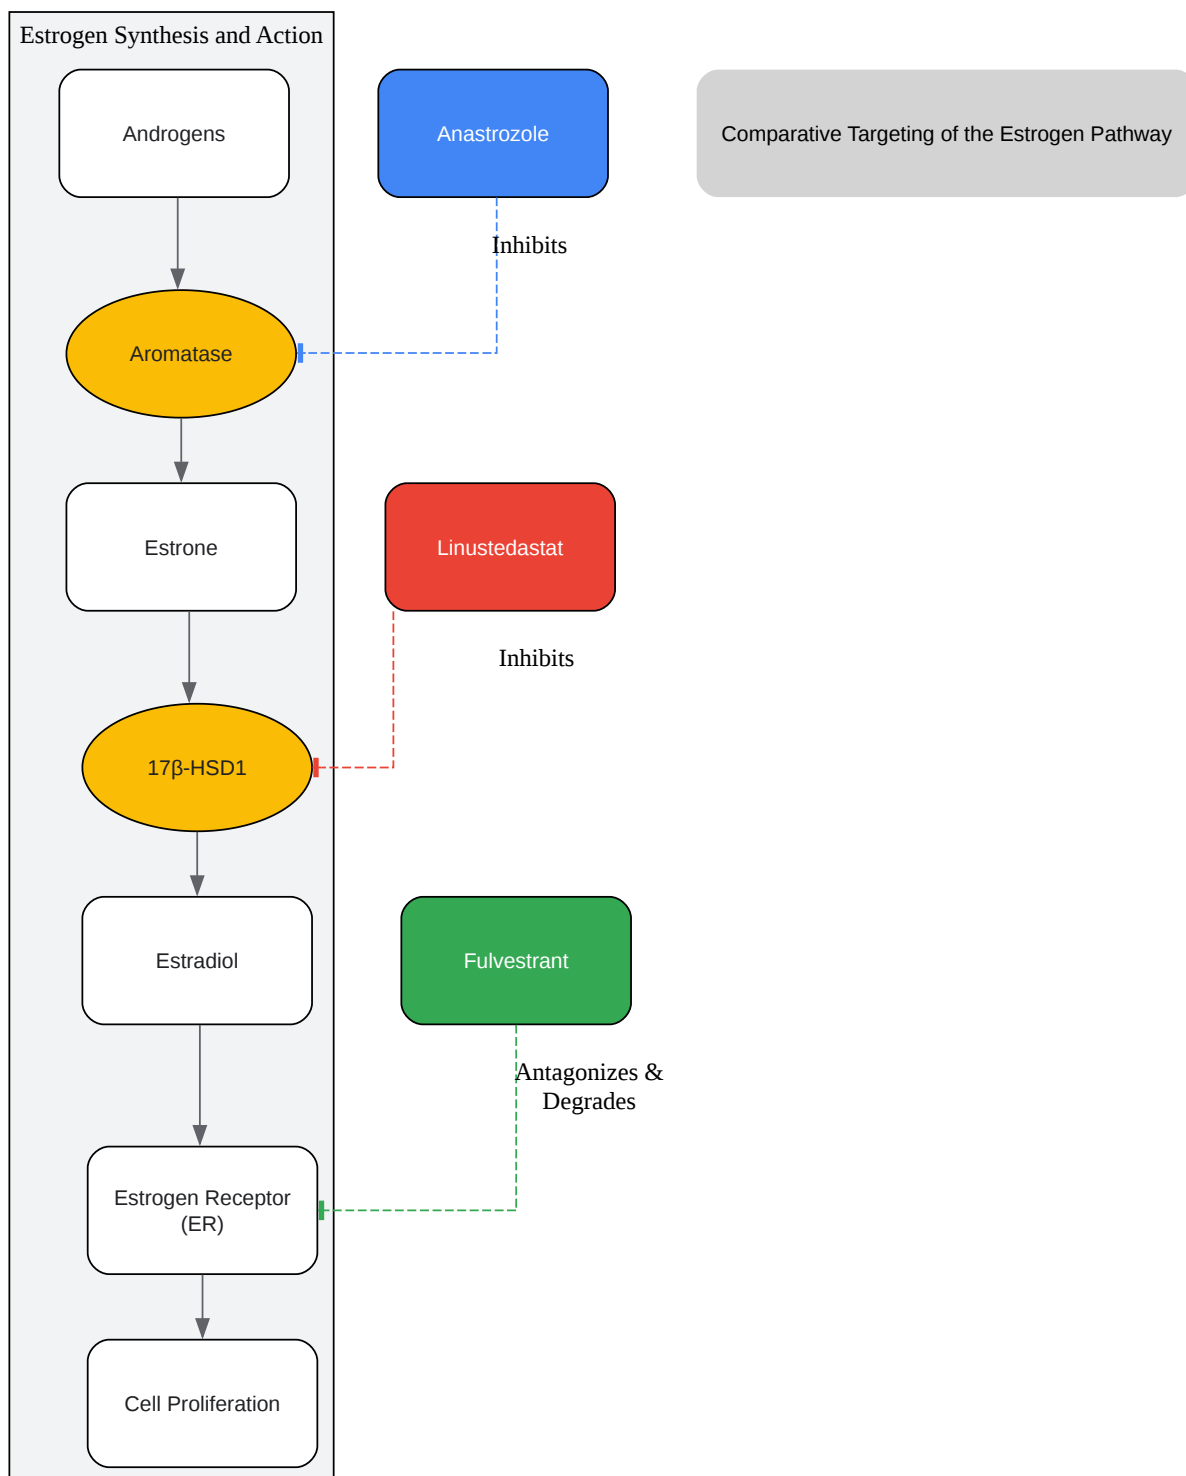 Estrogen Synthesis and Action
Androgens
Anastrozole
Comparative Targeting of the Estrogen Pathway
Inhibits
Aromatase
Estrone
Linustedastat
Inhibits
17β-HSD1
Estradiol
Fulvestrant
Antagonizes &
Degrades
Estrogen Receptor
(ER)
Cell Proliferation